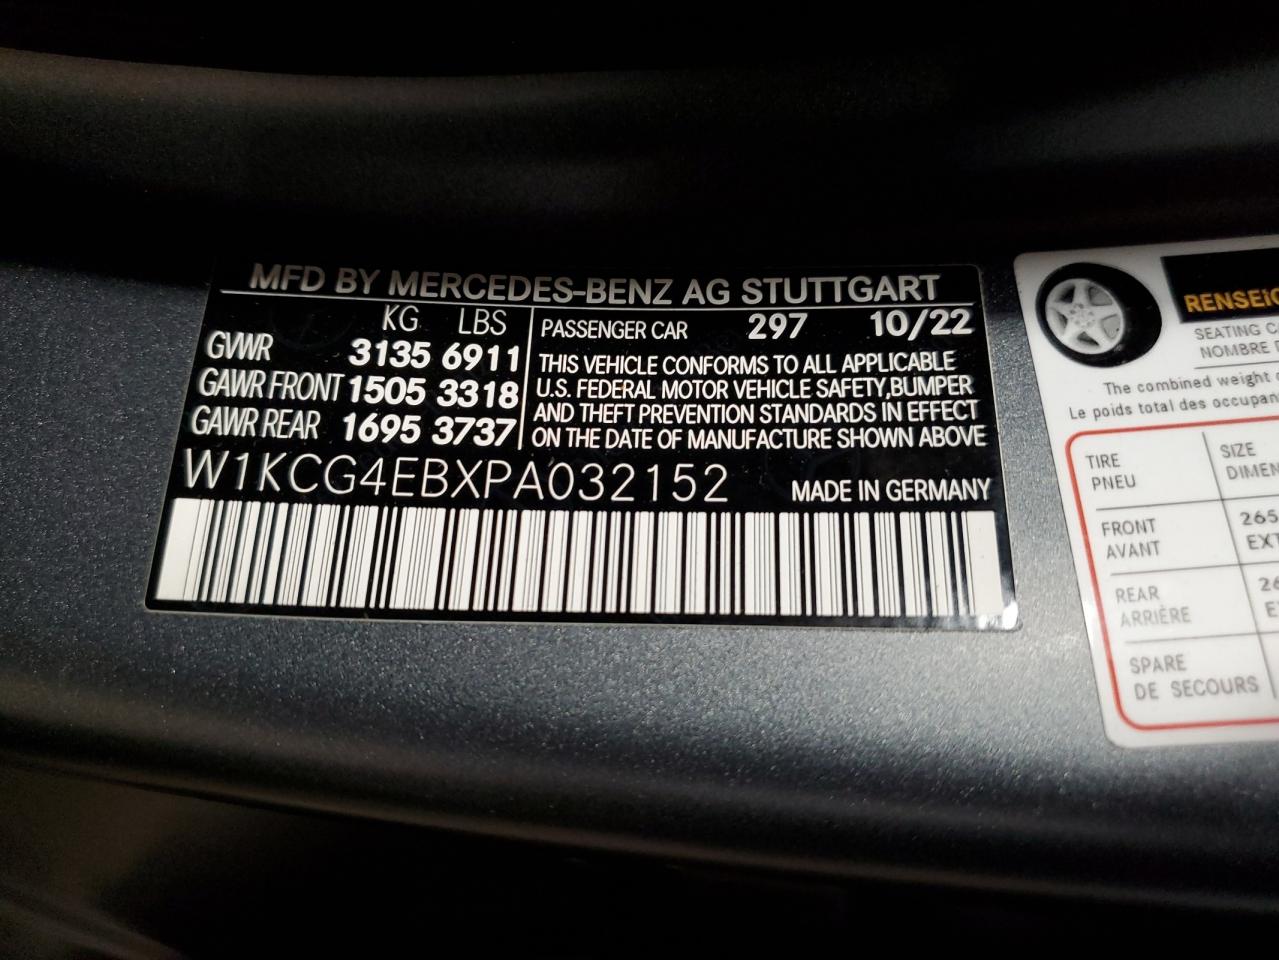 MFD BY MERCEDES-BENZ AG STUTTGART
KG LBS
GVWR 3135 6911
GAWR FRONT 1505 3318
GAWR REAR 1695 3737
PASSENGER CAR 297 10/22
THIS VEHICLE CONFORMS TO ALL APPLICABLE
U.S. FEDERAL MOTOR VEHICLE SAFETY,BUMPER
AND THEFT PREVENTION STANDARDS IN EFFECT
ON THE DATE OF MANUFACTURE SHOWN ABOVE
W1KCG4EBXPA032152
MADE IN GERMANY
SEATING
NOMBRE
The combined weight
Le poids total des
TIRE
PNEU
SIZE
FRONT
AVANT
265
REAR
ARRIÈRE
SPARE
DE SECOURS